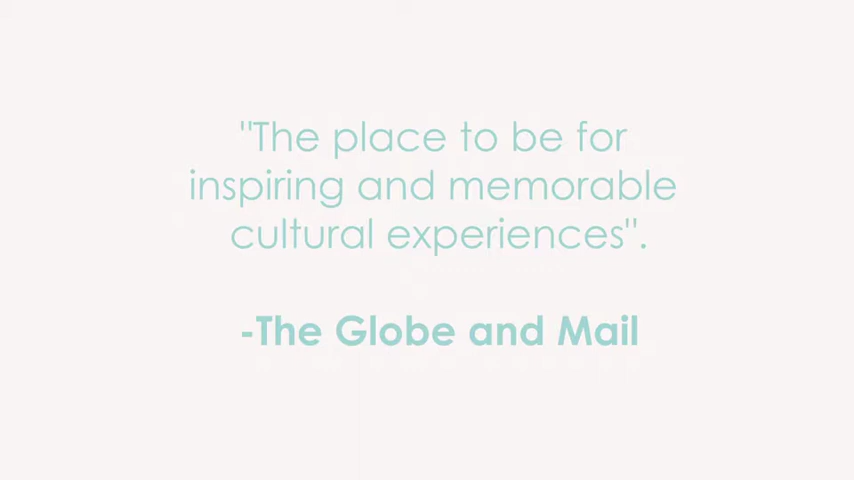 "The place to be for
inspiring and memorable
cultural experiences".
-The Globe and Mail